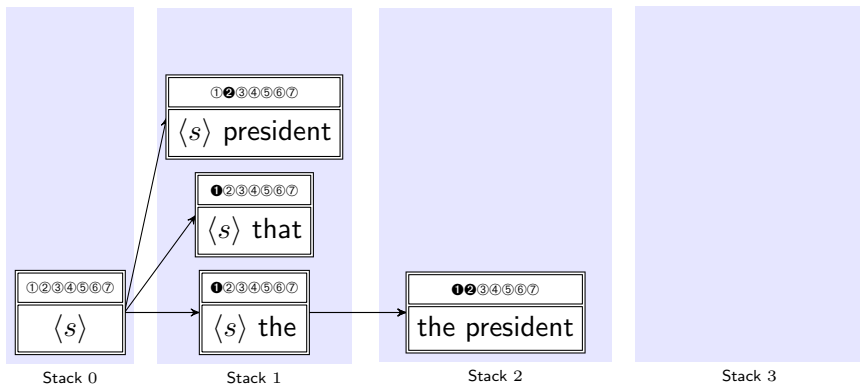 ①❷③④⑤⑥⑦
⟨s⟩ president
❶②③④⑤⑥⑦
⟨s⟩ that
①②③④⑤⑥⑦
⟨s⟩
❶②③④⑤⑥⑦
⟨s⟩ the
❶❷③④⑤⑥⑦
the president
Stack 0
Stack 1
Stack 2
Stack 3